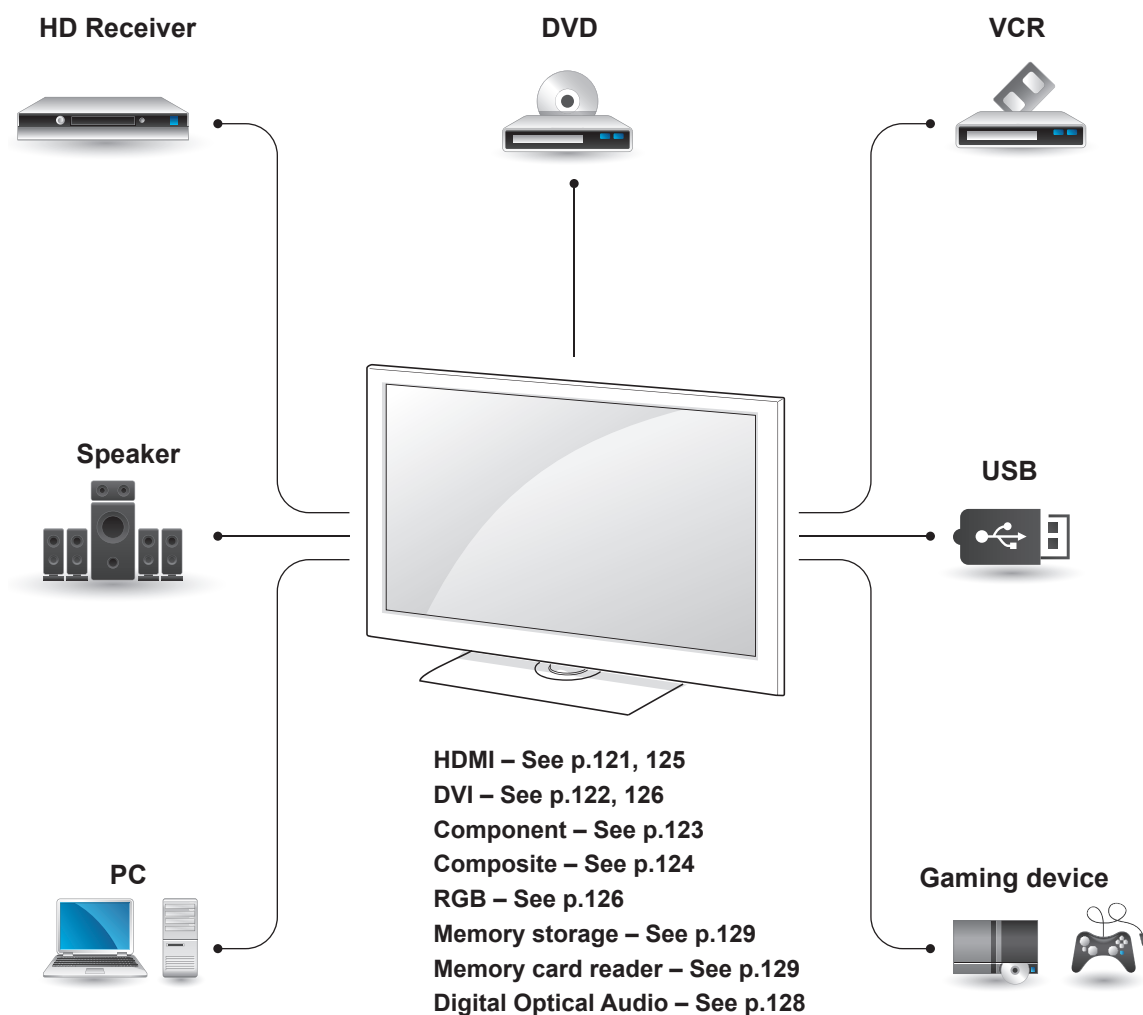 HD Receiver
DVD
VCR
Speaker
USB
PC
Gaming device
HDMI – See p.121, 125
DVI – See p.122, 126
Component – See p.123
Composite – See p.124
RGB – See p.126
Memory storage – See p.129
Memory card reader – See p.129
Digital Optical Audio – See p.128